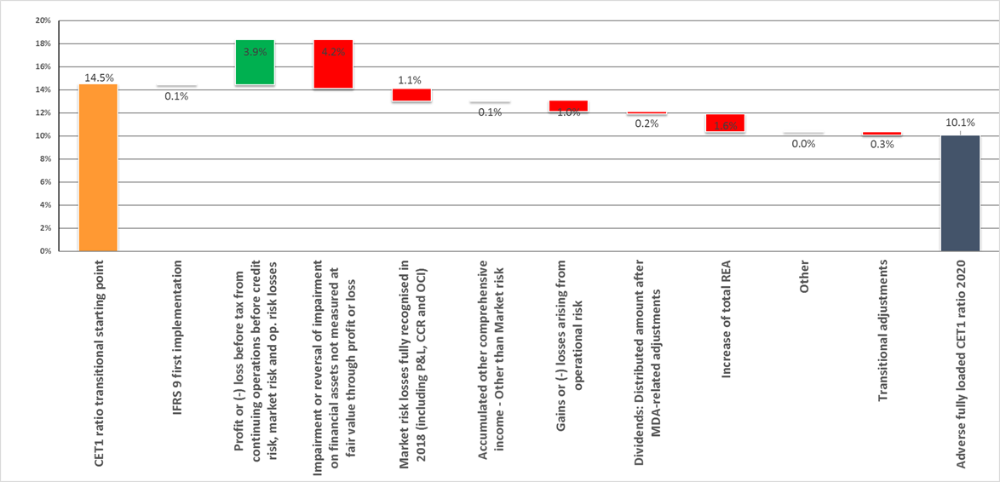 20%
18%
16%
14%
12%
10%
8%
6%
4%
2%
0%
14.5%
0.1%
3.9%
4.2%
1.1%
0.1%
1.0%
0.2%
1.6%
0.0%
0.3%
10.1%
CET1 ratio transitional starting point
IFRS 9 first implementation
Profit or (-) loss before tax from
continuing operations before credit
risk, market risk and op. risk losses
Impairment or reversal of impairment
on financial assets not measured at
fair value through profit or loss
Market risk losses fully recognised in
2018 (including P&L, CCR and OCI)
Accumulated other comprehensive
income - Other than Market risk
Gains or (-) losses arising from
operational risk
Dividends: Distributed amount after
MDA-related adjustments
Increase of total REA
Other
Transitional adjustments
Adverse fully loaded CET1 ratio 2020